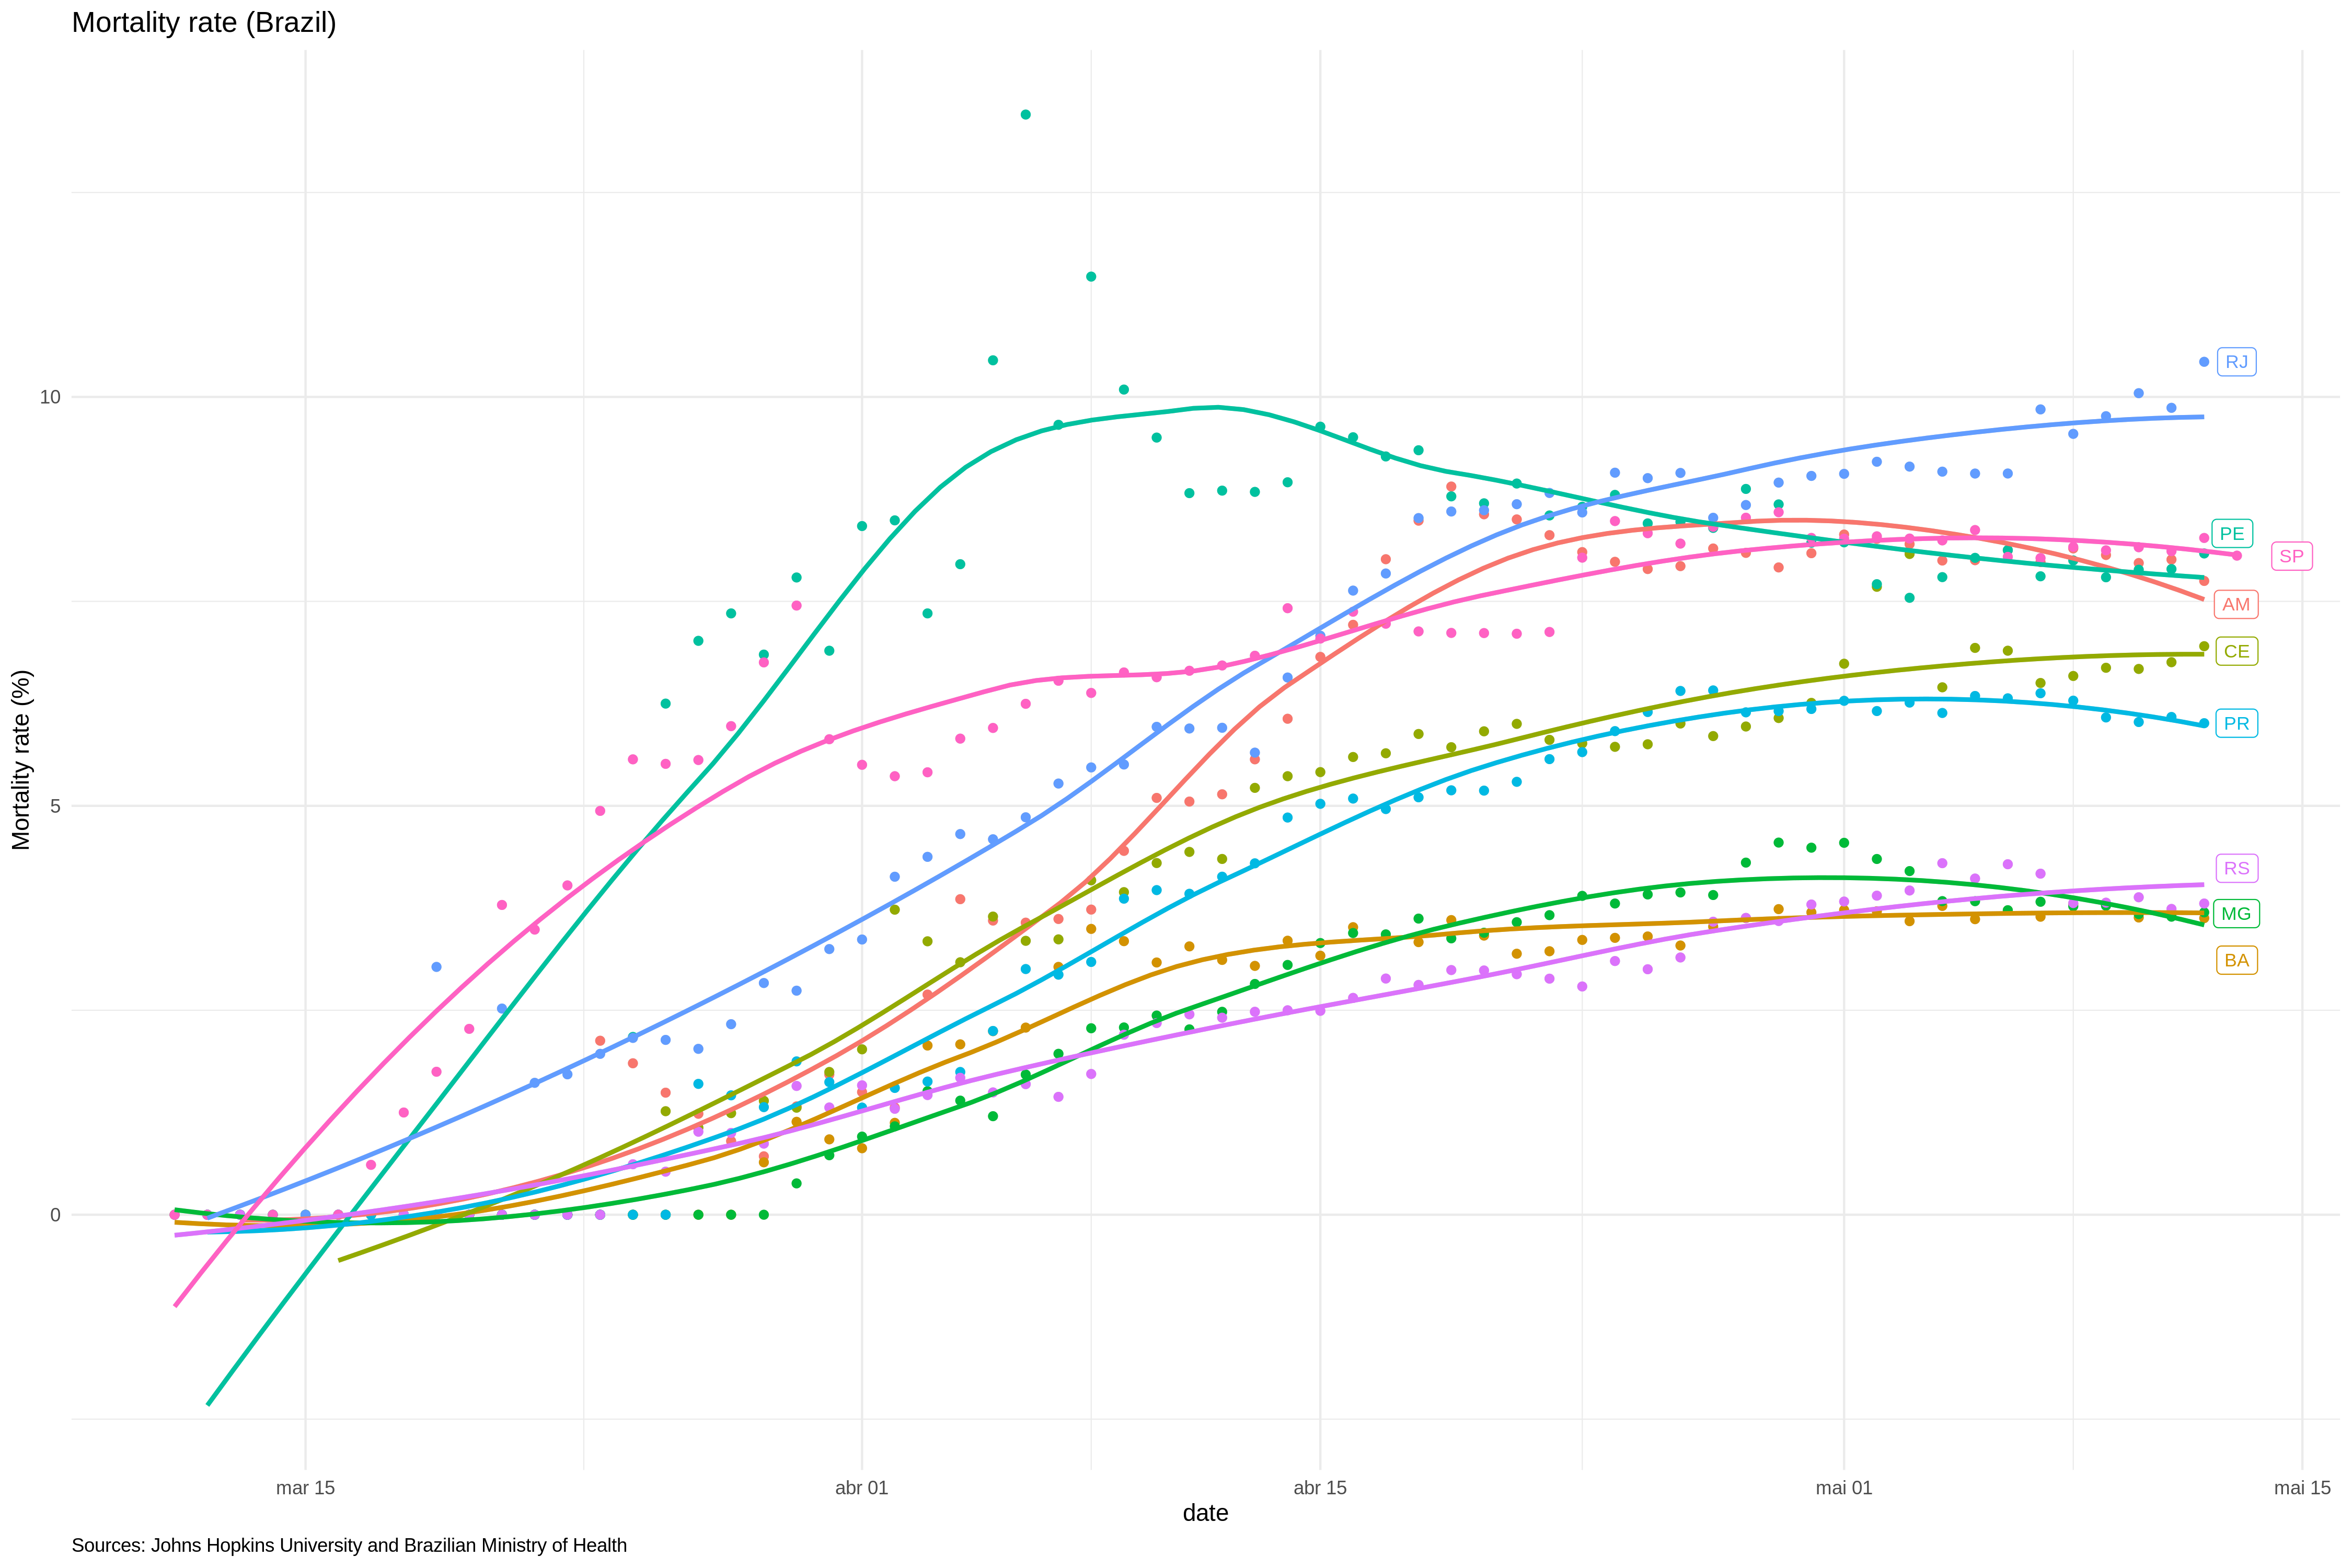 Mortality rate (Brazil)
Mortality rate (%)
10
5
0
RJ
PE
SP
AM
CE
PR
RS
MG
BA
mar 15
abr 01
abr 15
mai 01
mai 15
date
Sources: Johns Hopkins University and Brazilian Ministry of Health